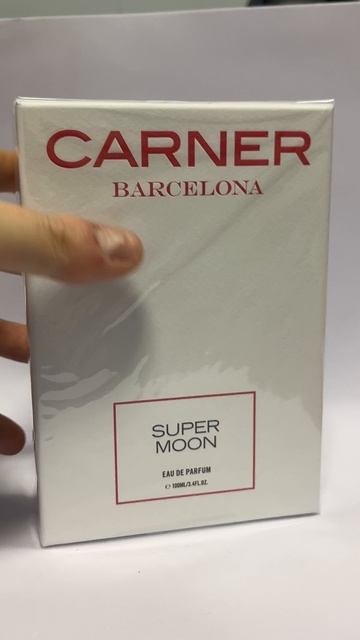 CARNER
BARCELONA
SUPER
MOON
EAU DE PARFUM
℮ 100ML/3.4FL.OZ.